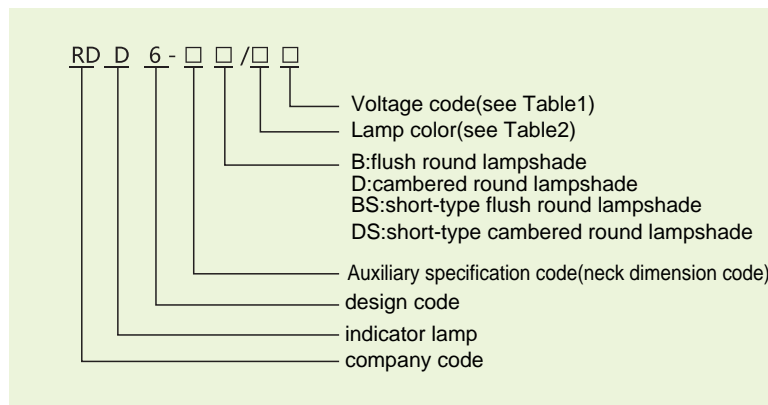 RD D 6-□ □/□ □
Voltage code(see Table1)
Lamp color(see Table2)
B:flush round lampshade
D:cambered round lampshade
BS:short-type flush round lampshade
DS:short-type cambered round lampshade
Auxiliary specification code(neck dimension code)
design code
indicator lamp
company code